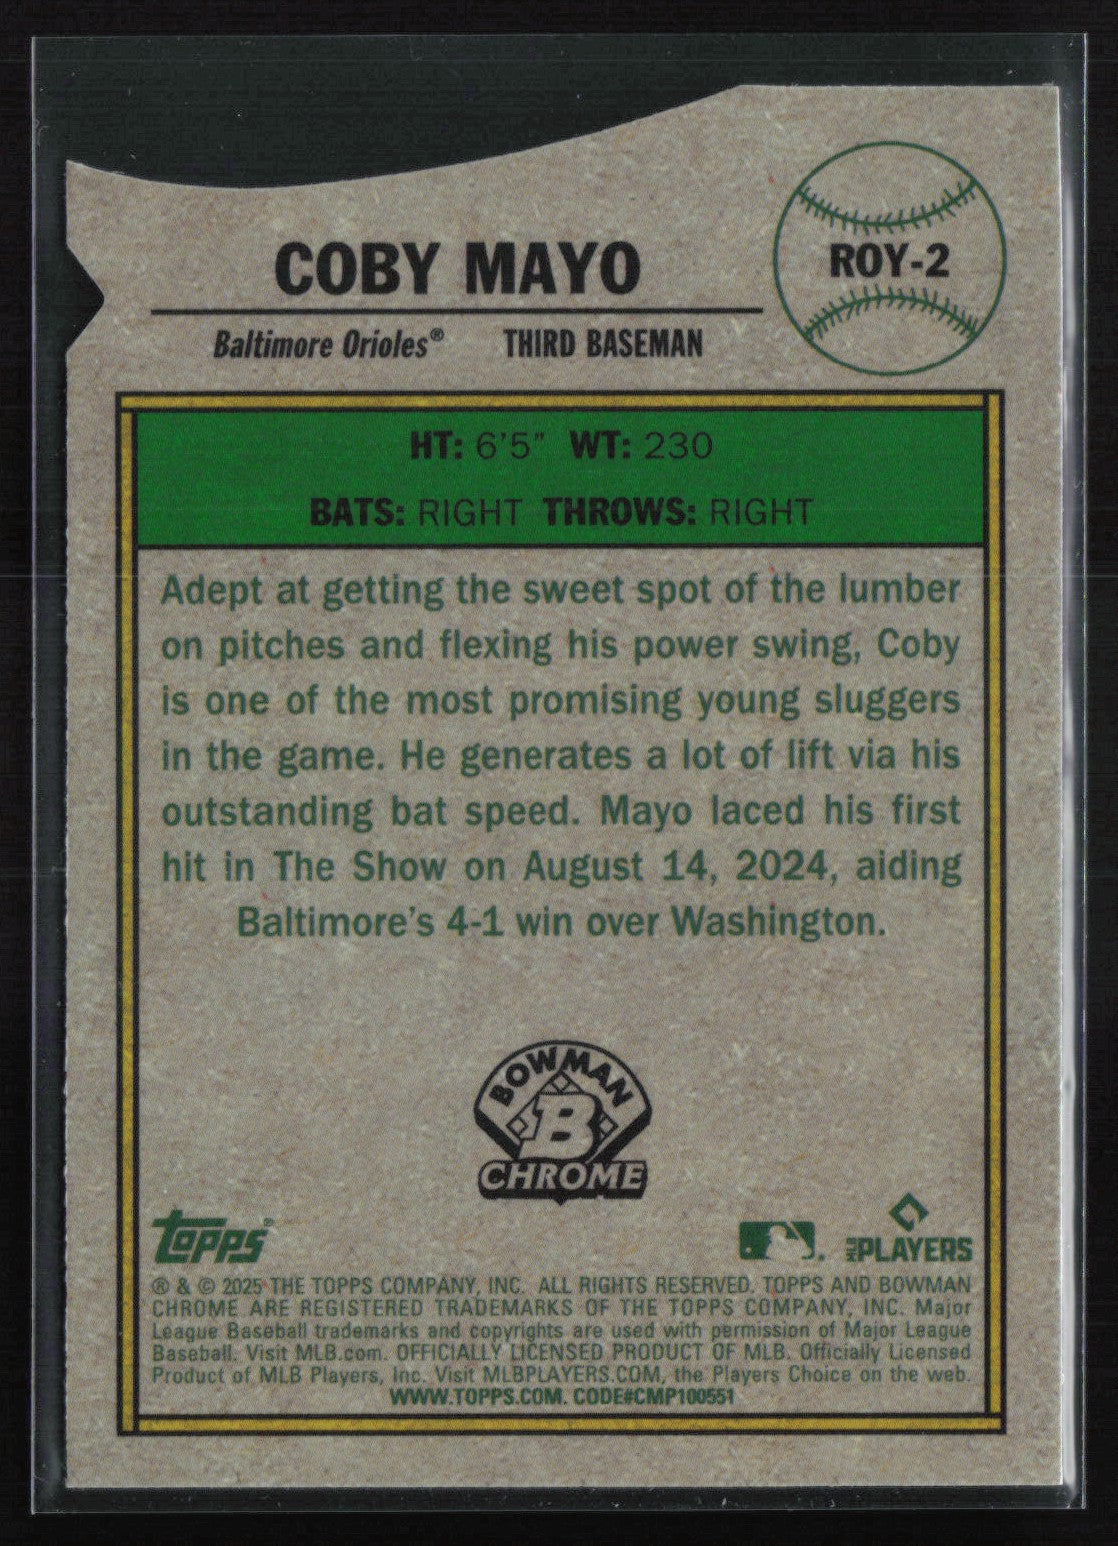 COBY MAYO
ROY-2
Baltimore Orioles® THIRD BASEMAN
HT: 6'5" WT: 230
BATS: RIGHT THROWS: RIGHT
Adept at getting the sweet spot of the lumber
on pitches and flexing his power swing, Coby
is one of the most promising young sluggers
in the game. He generates a lot of lift via his
outstanding bat speed. Mayo laced his first
hit in The Show on August 14, 2024, aiding
Baltimore's 4-1 win over Washington.
BOWMAN
B
CHROME
topps
MLB PLAYERS
® & © 2025 THE TOPPS COMPANY, INC. ALL RIGHTS RESERVED. TOPPS AND BOWMAN
CHROME ARE REGISTERED TRADEMARKS OF THE TOPPS COMPANY, INC. Major
League Baseball trademarks and copyrights are used with permission of Major League
Baseball. Visit MLB.com. OFFICIALLY LICENSED PRODUCT OF MLB. Officially Licensed
Product of MLB Players, Inc. Visit MLBPLAYERS.COM, the Players Choice on the web.
WWW.TOPPS.COM. CODE#CMP100551